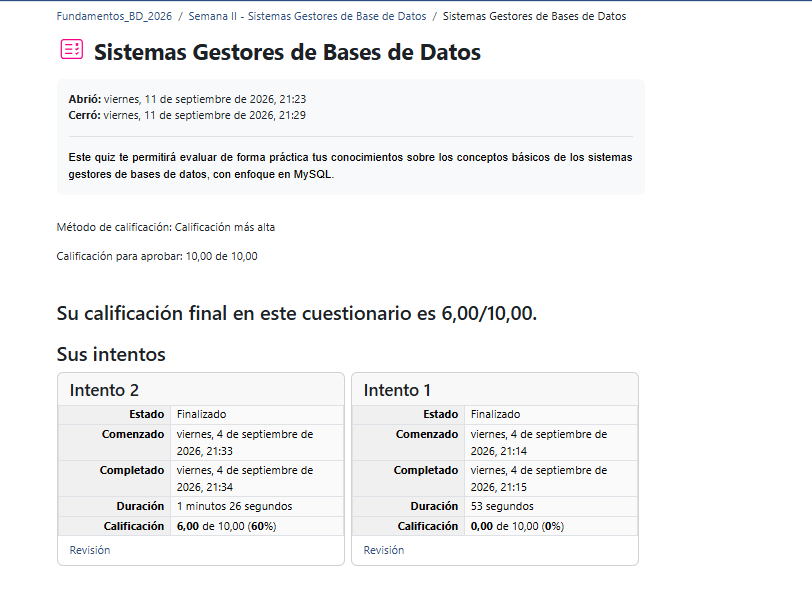 Fundamentos_BD_2026 / Semana II - Sistemas Gestores de Base de Datos / Sistemas Gestores de Bases de Datos
Sistemas Gestores de Bases de Datos
Abrió: viernes, 11 de septiembre de 2026, 21:23
Cerró: viernes, 11 de septiembre de 2026, 21:29
Este quiz te permitirá evaluar de forma práctica tus conocimientos sobre los conceptos básicos de los sistemas
gestores de bases de datos, con enfoque en MySQL.
Método de calificación: Calificación más alta
Calificación para aprobar: 10,00 de 10,00
Su calificación final en este cuestionario es 6,00/10,00.
Sus intentos
Intento 2
Estado Finalizado
Comenzado viernes, 4 de septiembre de
2026, 21:33
Completado viernes, 4 de septiembre de
2026, 21:34
Duración 1 minutos 26 segundos
Calificación 6,00 de 10,00 (60%)
Revisión
Intento 1
Estado Finalizado
Comenzado viernes, 4 de septiembre de
2026, 21:14
Completado viernes, 4 de septiembre de
2026, 21:15
Duración 53 segundos
Calificación 0,00 de 10,00 (0%)
Revisión